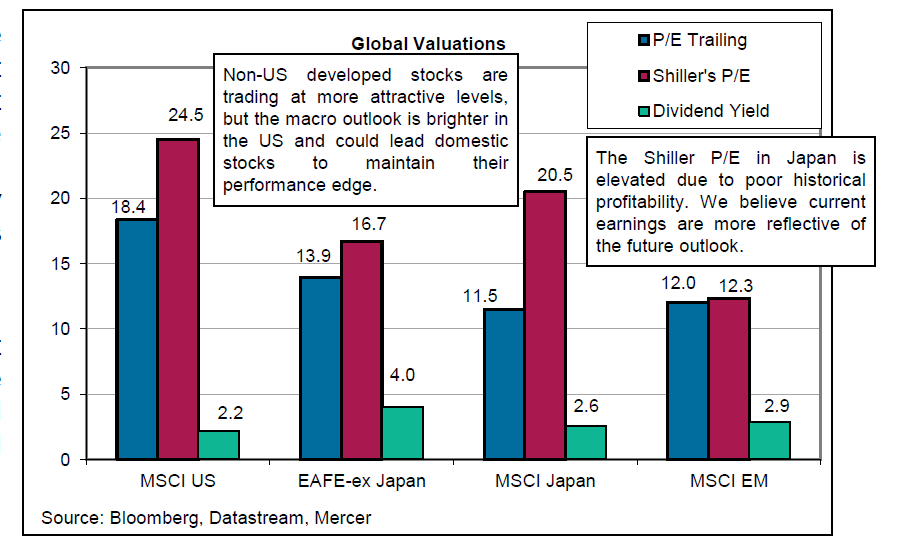 Global Valuations
P/E Trailing
Shiller's P/E
Dividend Yield
Non-US developed stocks are
trading at more attractive levels,
but the macro outlook is brighter in
the US and could lead domestic
stocks to maintain their
performance edge.
The Shiller P/E in Japan is
elevated due to poor historical
profitability. We believe current
earnings are more reflective of
the future outlook.
30
25
20
15
10
5
0
18.4
24.5
2.2
13.9
16.7
4.0
11.5
20.5
2.6
12.0
12.3
2.9
MSCI US
EAFE-ex Japan
MSCI Japan
MSCI EM
Source: Bloomberg, Datastream, Mercer